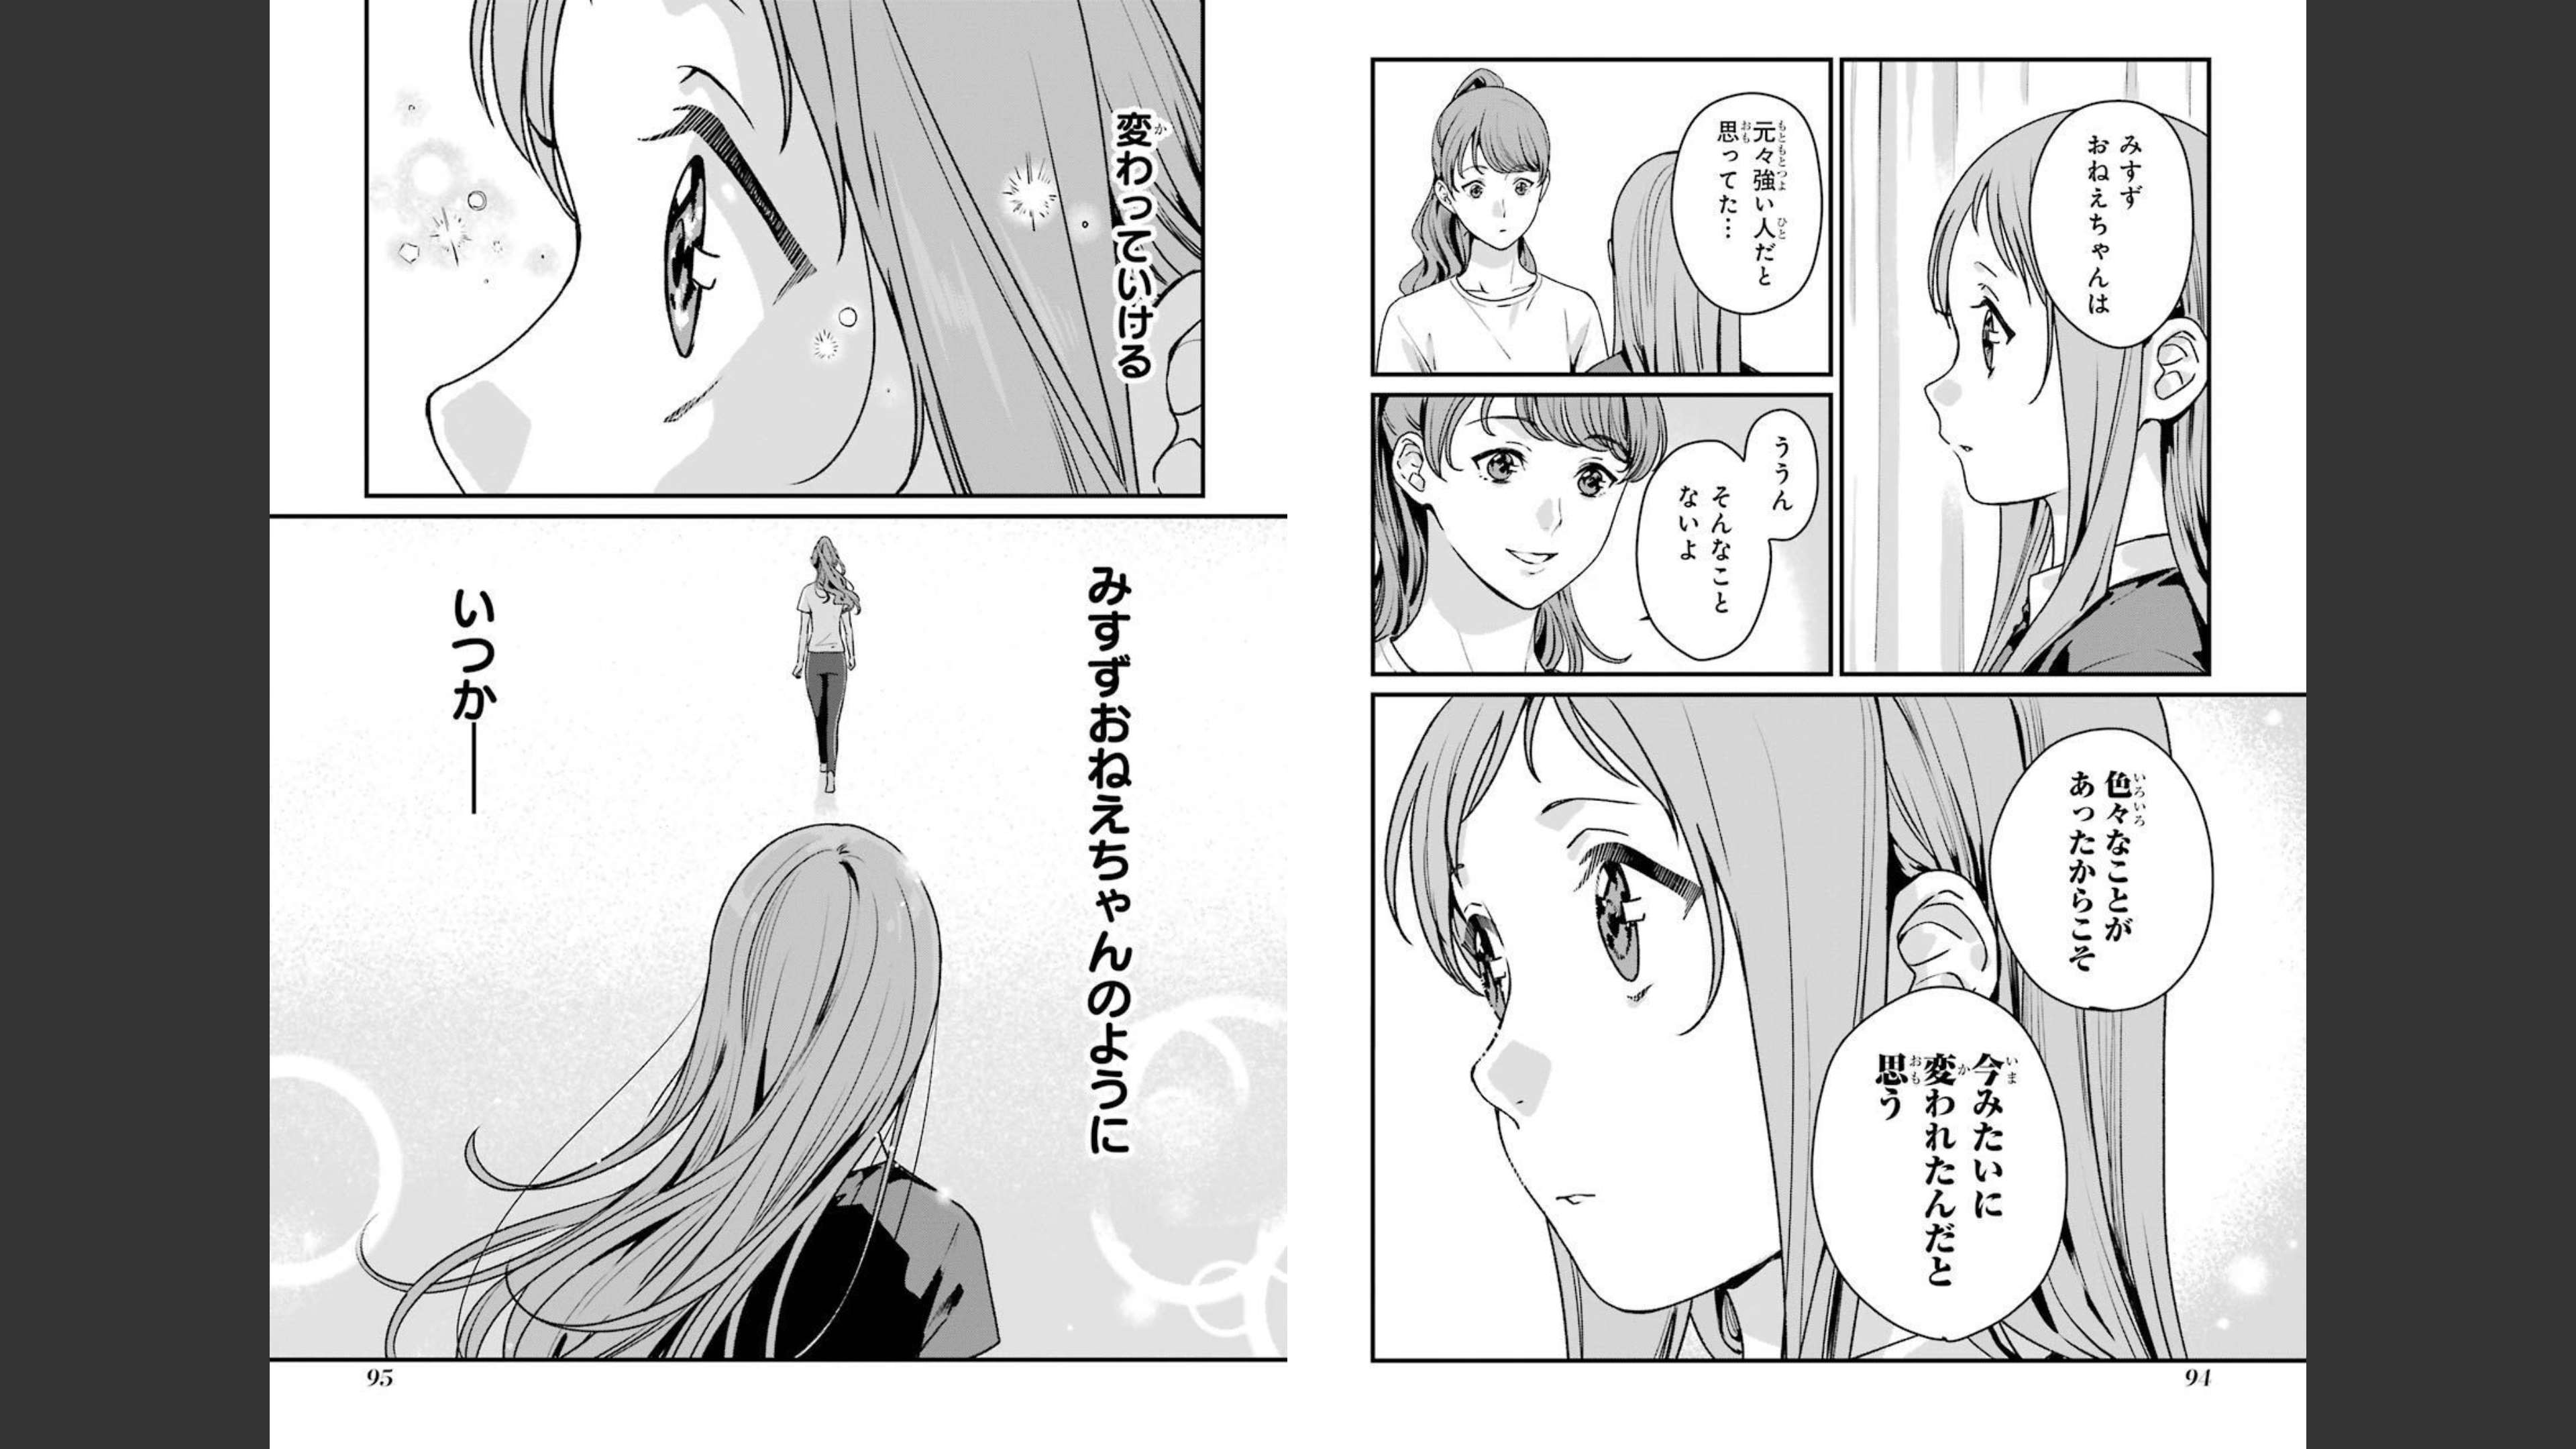 みすず
おねえちゃんは
元々強い人だと
思ってた…
ううん
そんなこと
ないよ
色々なことが
あったからこそ
今みたいに
変われたんだと
思う
94
変わっていける
みすずおねえちゃんのように
いつか――
95